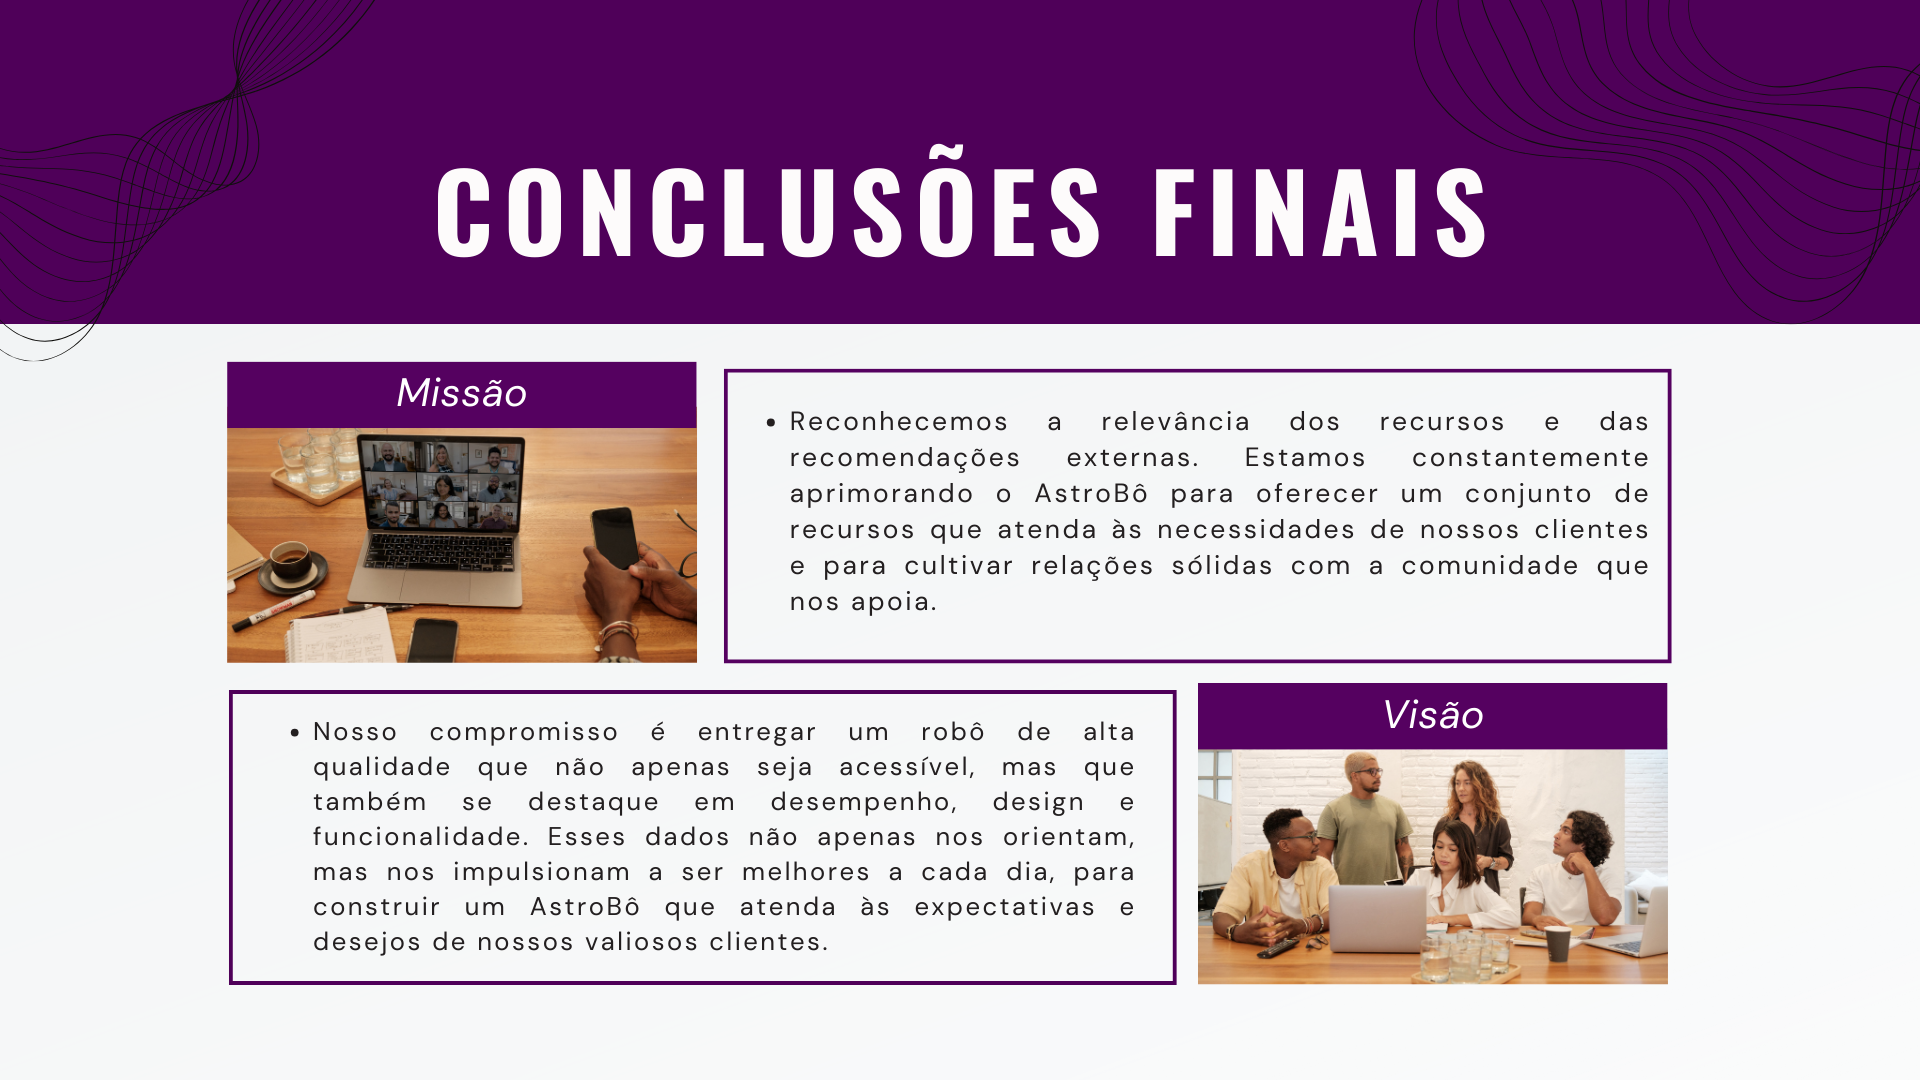 CONCLUSÕES FINAIS
Missão
• Reconhecemos a relevância dos recursos e das
recomendações externas. Estamos constantemente
aprimorando o AstroBô para oferecer um conjunto de
recursos que atenda às necessidades de nossos clientes
e para cultivar relações sólidas com a comunidade que
nos apoia.
• Nosso compromisso é entregar um robô de alta
qualidade que não apenas seja acessível, mas que
também se destaque em desempenho, design e
funcionalidade. Esses dados não apenas nos orientam,
mas nos impulsionam a ser melhores a cada dia, para
construir um AstroBô que atenda às expectativas e
desejos de nossos valiosos clientes.
Visão